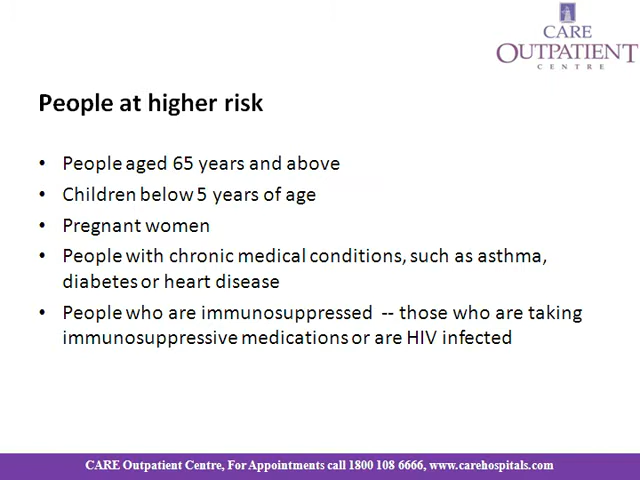 CARE
OUTPATIENT
CENTRE
People at higher risk
• People aged 65 years and above
• Children below 5 years of age
• Pregnant women
• People with chronic medical conditions, such as asthma,
diabetes or heart disease
• People who are immunosuppressed -- those who are taking
immunosuppressive medications or are HIV infected
CARE Outpatient Centre, For Appointments call 1800 108 6666, www.carehospitals.com